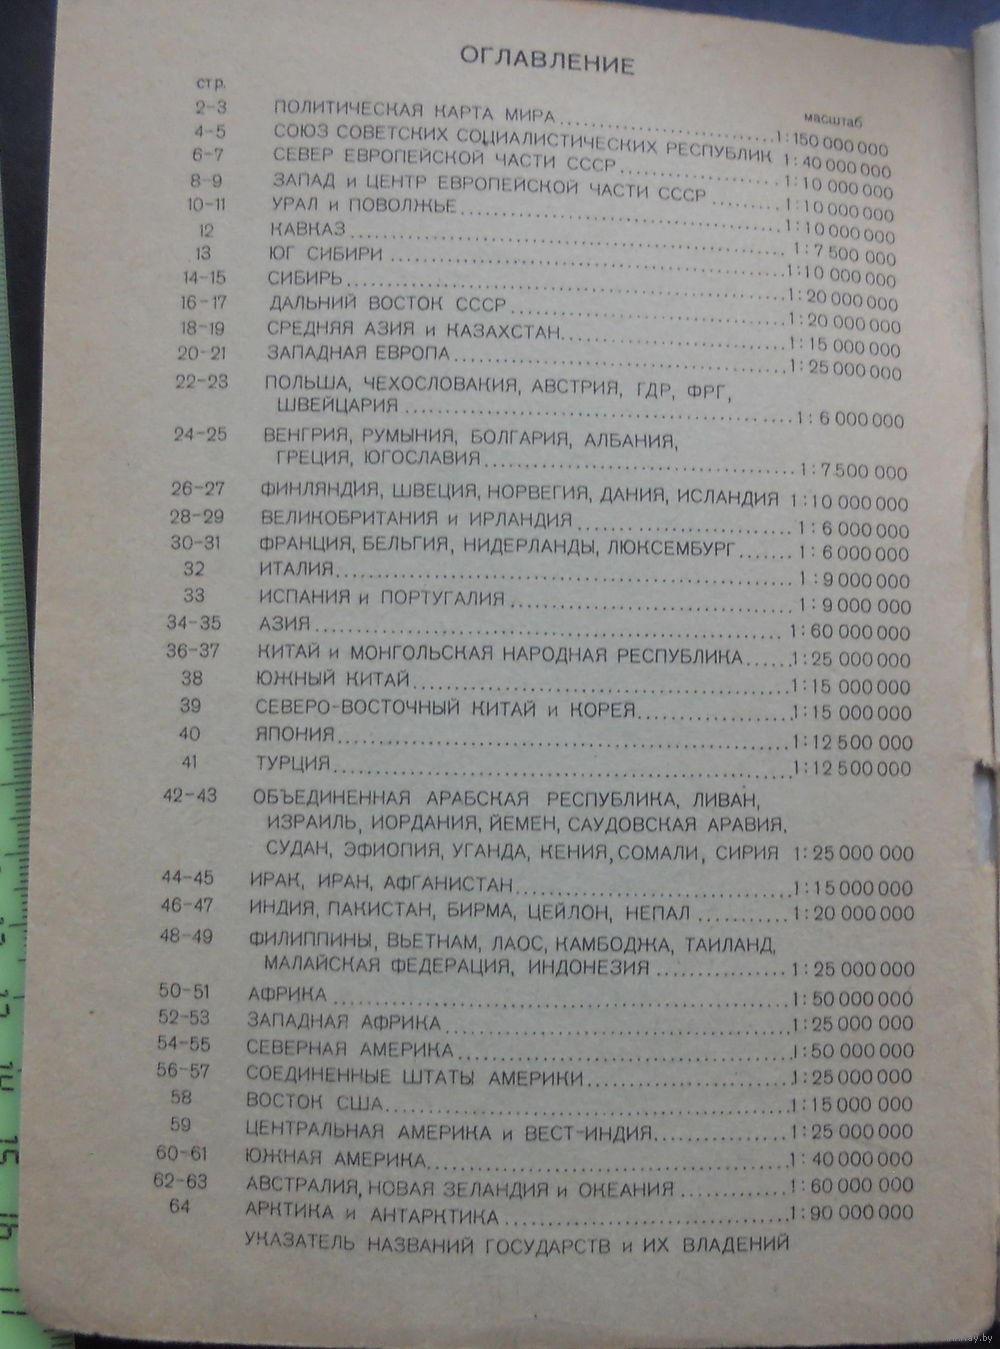 ОГЛАВЛЕНИЕ
стр. масштаб
2-3 ПОЛИТИЧЕСКАЯ КАРТА МИРА 1:150 000 000
4-5 СОЮЗ СОВЕТСКИХ СОЦИАЛИСТИЧЕСКИХ РЕСПУБЛИК 1:40 000 000
6-7 СЕВЕР ЕВРОПЕЙСКОЙ ЧАСТИ СССР 1:10 000 000
8-9 ЗАПАД и ЦЕНТР ЕВРОПЕЙСКОЙ ЧАСТИ СССР 1:10 000 000
10-11 УРАЛ и ПОВОЛЖЬЕ 1:10 000 000
12 КАВКАЗ 1:7 500 000
13 ЮГ СИБИРИ 1:10 000 000
14-15 СИБИРЬ 1:20 000 000
16-17 ДАЛЬНИЙ ВОСТОК СССР 1:20 000 000
18-19 СРЕДНЯЯ АЗИЯ и КАЗАХСТАН 1:15 000 000
20-21 ЗАПАДНАЯ ЕВРОПА 1:25 000 000
22-23 ПОЛЬША, ЧЕХОСЛОВАКИЯ, АВСТРИЯ, ГДР, ФРГ,
ШВЕЙЦАРИЯ 1:6 000 000
24-25 ВЕНГРИЯ, РУМЫНИЯ, БОЛГАРИЯ, АЛБАНИЯ,
ГРЕЦИЯ, ЮГОСЛАВИЯ 1:7 500 000
26-27 ФИНЛЯНДИЯ, ШВЕЦИЯ, НОРВЕГИЯ, ДАНИЯ, ИСЛАНДИЯ 1:10 000 000
28-29 ВЕЛИКОБРИТАНИЯ и ИРЛАНДИЯ 1:6 000 000
30-31 ФРАНЦИЯ, БЕЛЬГИЯ, НИДЕРЛАНДЫ, ЛЮКСЕМБУРГ 1:6 000 000
32 ИТАЛИЯ 1:9 000 000
33 ИСПАНИЯ и ПОРТУГАЛИЯ 1:9 000 000
34-35 АЗИЯ 1:60 000 000
36-37 КИТАЙ и МОНГОЛЬСКАЯ НАРОДНАЯ РЕСПУБЛИКА 1:25 000 000
38 ЮЖНЫЙ КИТАЙ 1:15 000 000
39 СЕВЕРО-ВОСТОЧНЫЙ КИТАЙ и КОРЕЯ 1:15 000 000
40 ЯПОНИЯ 1:12 500 000
41 ТУРЦИЯ 1:12 500 000
42-43 ОБЪЕДИНЕННАЯ АРАБСКАЯ РЕСПУБЛИКА, ЛИВАН,
ИЗРАИЛЬ, ИОРДАНИЯ, ЙЕМЕН, САУДОВСКАЯ АРАВИЯ,
СУДАН, ЭФИОПИЯ, УГАНДА, КЕНИЯ, СОМАЛИ, СИРИЯ 1:25 000 000
44-45 ИРАК, ИРАН, АФГАНИСТАН 1:15 000 000
46-47 ИНДИЯ, ПАКИСТАН, БИРМА, ЦЕЙЛОН, НЕПАЛ 1:20 000 000
48-49 ФИЛИППИНЫ, ВЬЕТНАМ, ЛАОС, КАМБОДЖА, ТАИЛАНД,
МАЛАЙСКАЯ ФЕДЕРАЦИЯ, ИНДОНЕЗИЯ 1:25 000 000
50-51 АФРИКА 1:50 000 000
52-53 ЗАПАДНАЯ АФРИКА 1:25 000 000
54-55 СЕВЕРНАЯ АМЕРИКА 1:50 000 000
56-57 СОЕДИНЕННЫЕ ШТАТЫ АМЕРИКИ 1:25 000 000
58 ВОСТОК США 1:15 000 000
59 ЦЕНТРАЛЬНАЯ АМЕРИКА и ВЕСТ-ИНДИЯ 1:25 000 000
60-61 ЮЖНАЯ АМЕРИКА 1:40 000 000
62-63 АВСТРАЛИЯ, НОВАЯ ЗЕЛАНДИЯ и ОКЕАНИЯ 1:60 000 000
64 АРКТИКА и АНТАРКТИКА 1:90 000 000
УКАЗАТЕЛЬ НАЗВАНИЙ ГОСУДАРСТВ и ИХ ВЛАДЕНИЙ
14
15
16